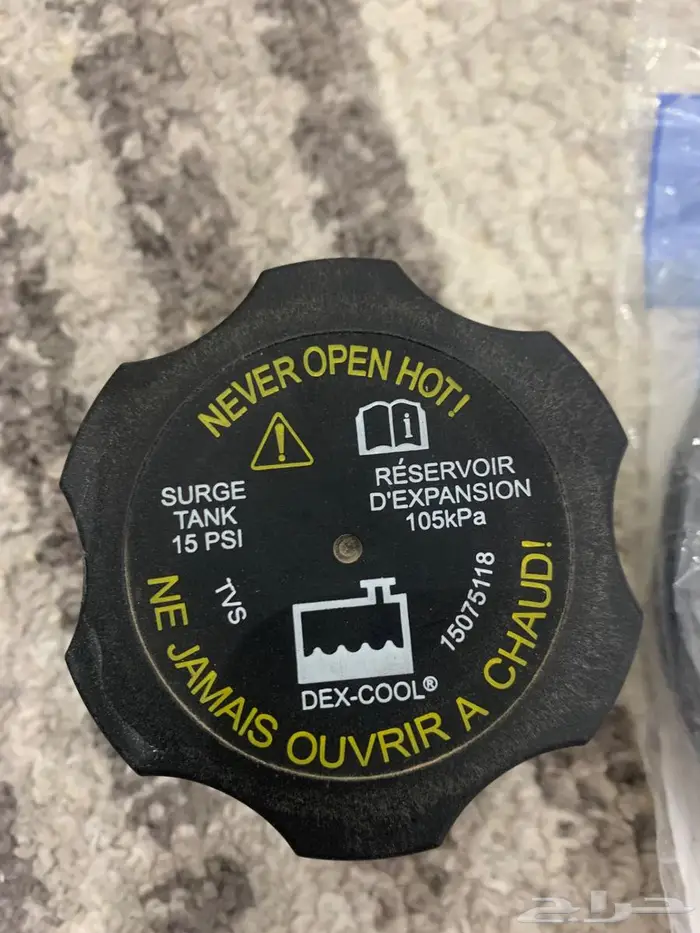 NEVER OPEN HOT!
SURGE
TANK
15 PSI
RÉSERVOIR
D'EXPANSION
105kPa
TVS
15075118
DEX-COOL®
NE JAMAIS OUVRIR A CHAUD!
حراج